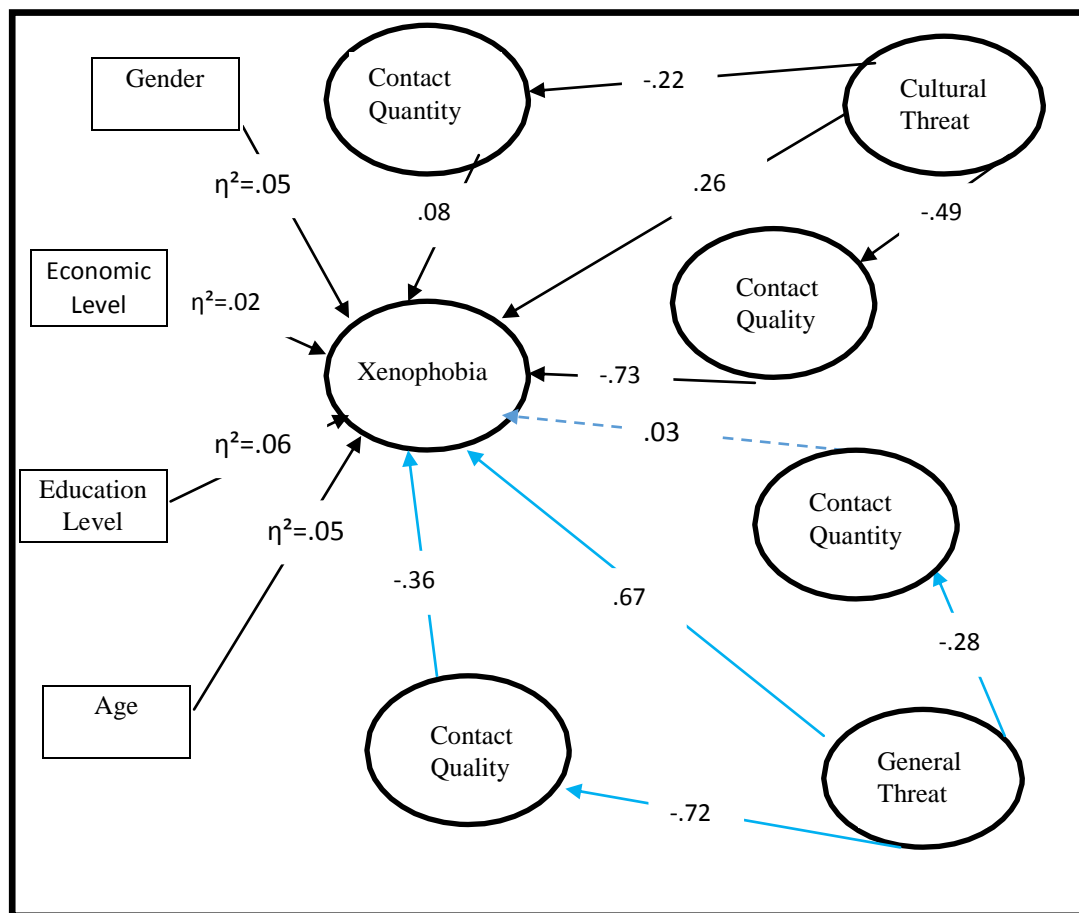 Gender
Contact
Quantity
-.22
Cultural
Threat
η²=.05
.08
.26
-.49
Economic
Level
η²=.02
Contact
Quality
Xenophobia
-.73
.03
η²=.06
Education
Level
η²=.05
Contact
Quantity
-.36
.67
-.28
Age
Contact
Quality
General
Threat
-.72